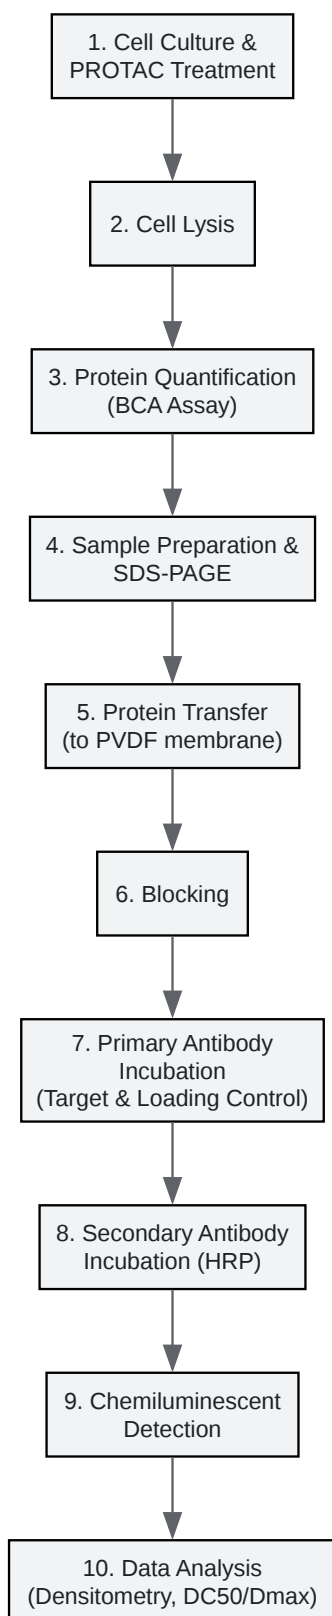 1. Cell Culture &
PROTAC Treatment
2. Cell Lysis
3. Protein Quantification
(BCA Assay)
4. Sample Preparation &
SDS-PAGE
5. Protein Transfer
(to PVDF membrane)
6. Blocking
7. Primary Antibody
Incubation
(Target & Loading Control)
8. Secondary Antibody
Incubation (HRP)
9. Chemiluminescent
Detection
10. Data Analysis
(Densitometry, DC50/Dmax)